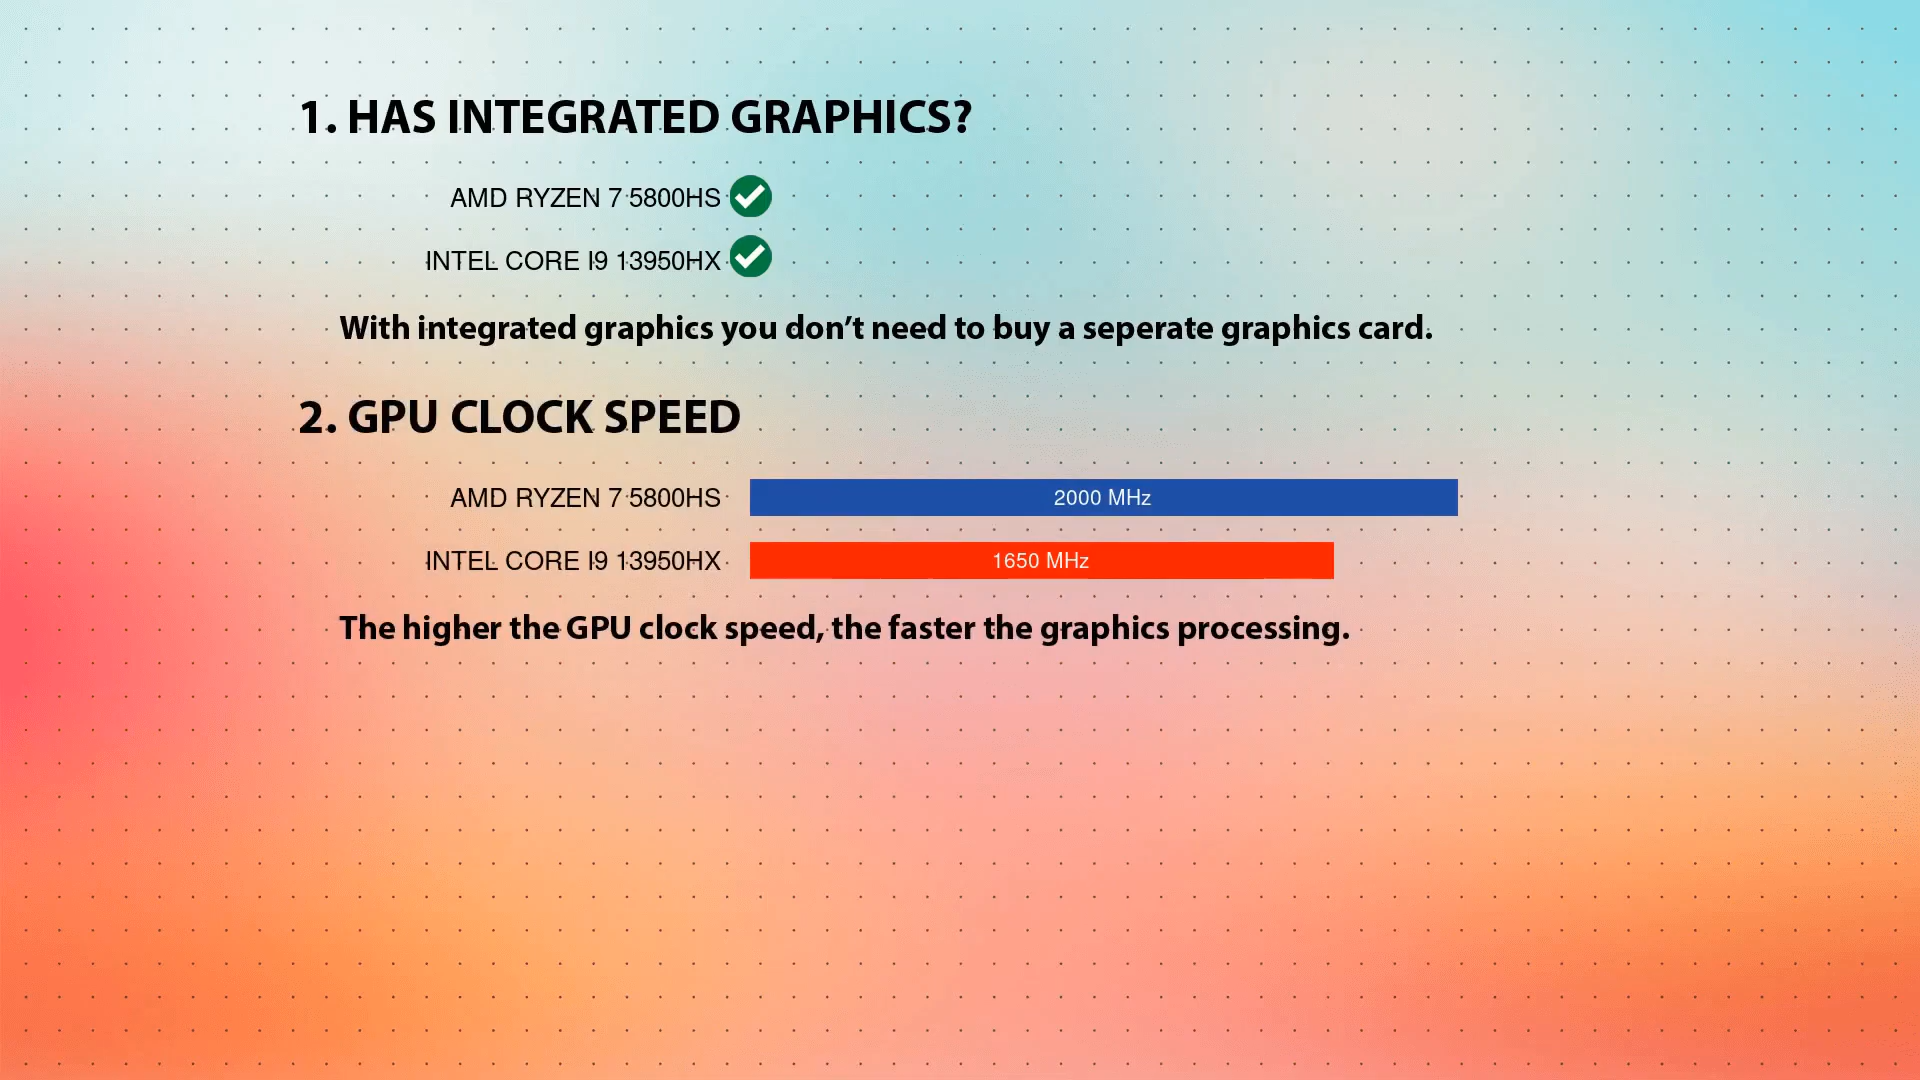 1. HAS INTEGRATED GRAPHICS?
AMD RYZEN 7 5800HS
INTEL CORE I9 13950HX
With integrated graphics you don’t need to buy a seperate graphics card.
2. GPU CLOCK SPEED
AMD RYZEN 7 5800HS
2000 MHz
INTEL CORE I9 13950HX
1650 MHz
The higher the GPU clock speed, the faster the graphics processing.